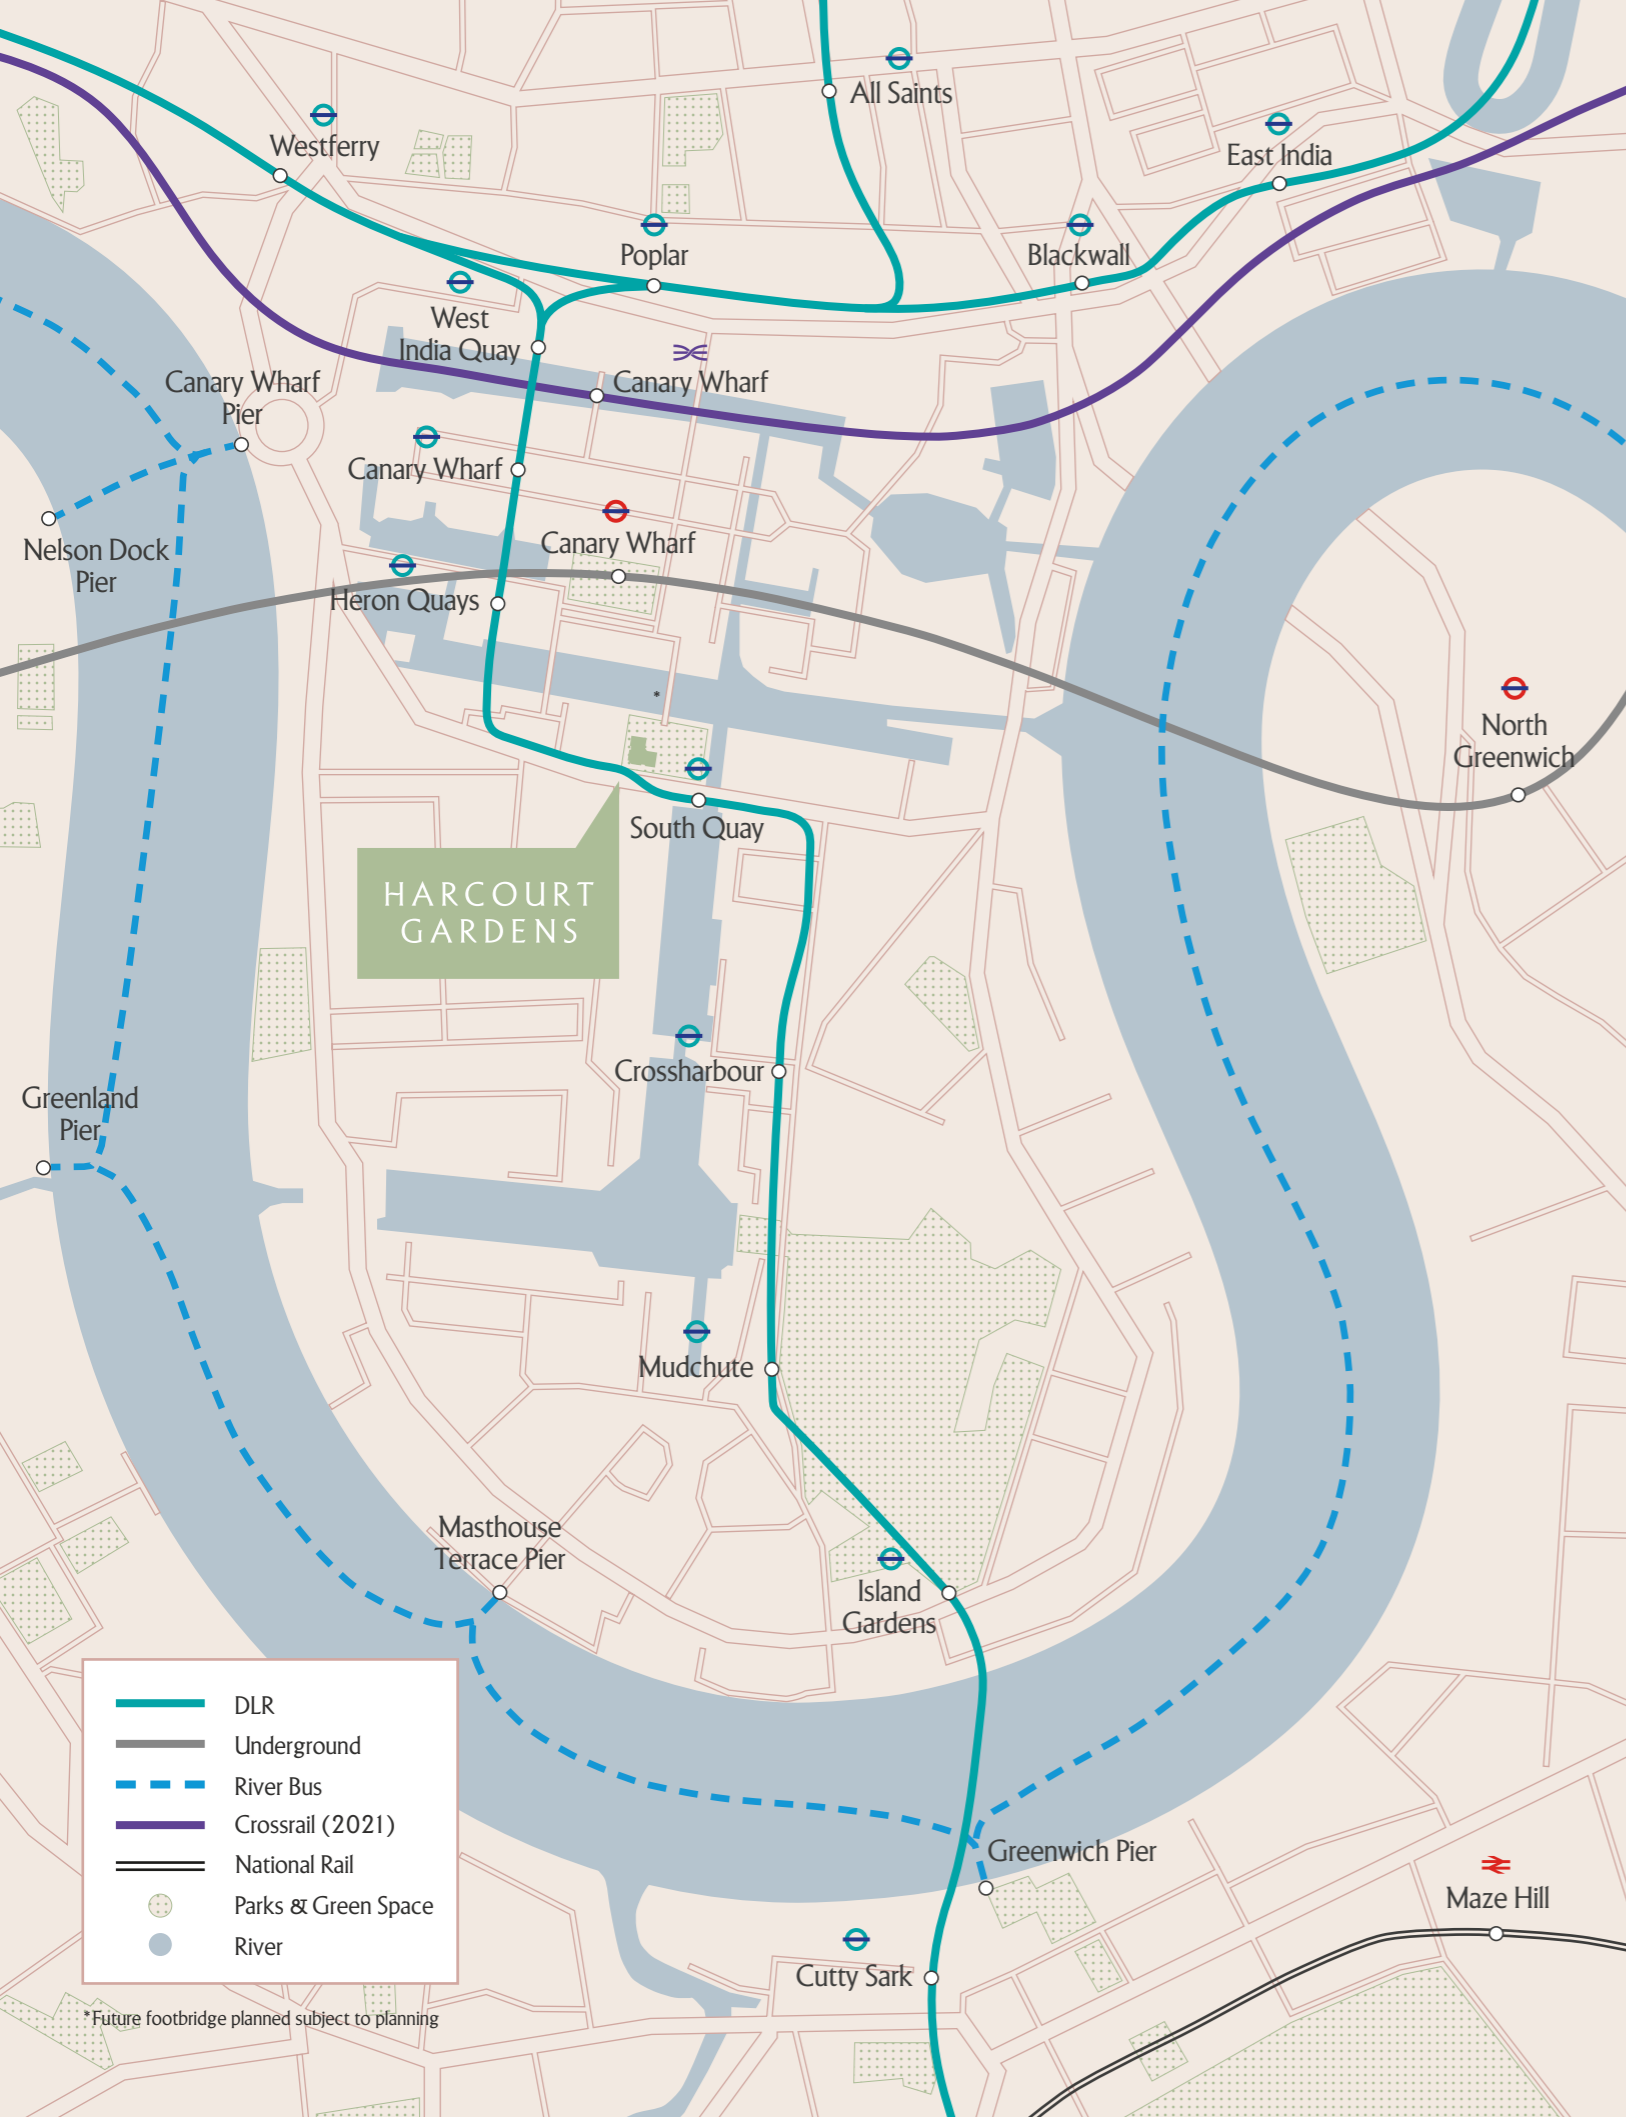 All Saints
Westferry
East India
Poplar
Blackwall
West
India Quay
Canary Wharf
Pier
Canary Wharf
Canary Wharf
Canary Wharf
Nelson Dock
Pier
Heron Quays
*
North
Greenwich
South Quay
HARCOURT
GARDENS
Crossharbour
Greenland
Pier
Mudchute
Masthouse
Terrace Pier
Island
Gardens
DLR
Underground
River Bus
Crossrail (2021)
National Rail
Parks & Green Space
River
Greenwich Pier
Maze Hill
Cutty Sark
*Future footbridge planned subject to planning